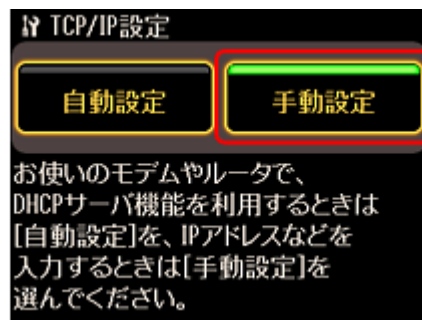 TCP/IP設定
自動設定 手動設定
お使いのモデムやルータで、
DHCPサーバ機能を利用するときは
[自動設定]を、IPアドレスなどを
入力するときは[手動設定]を
選んでください。